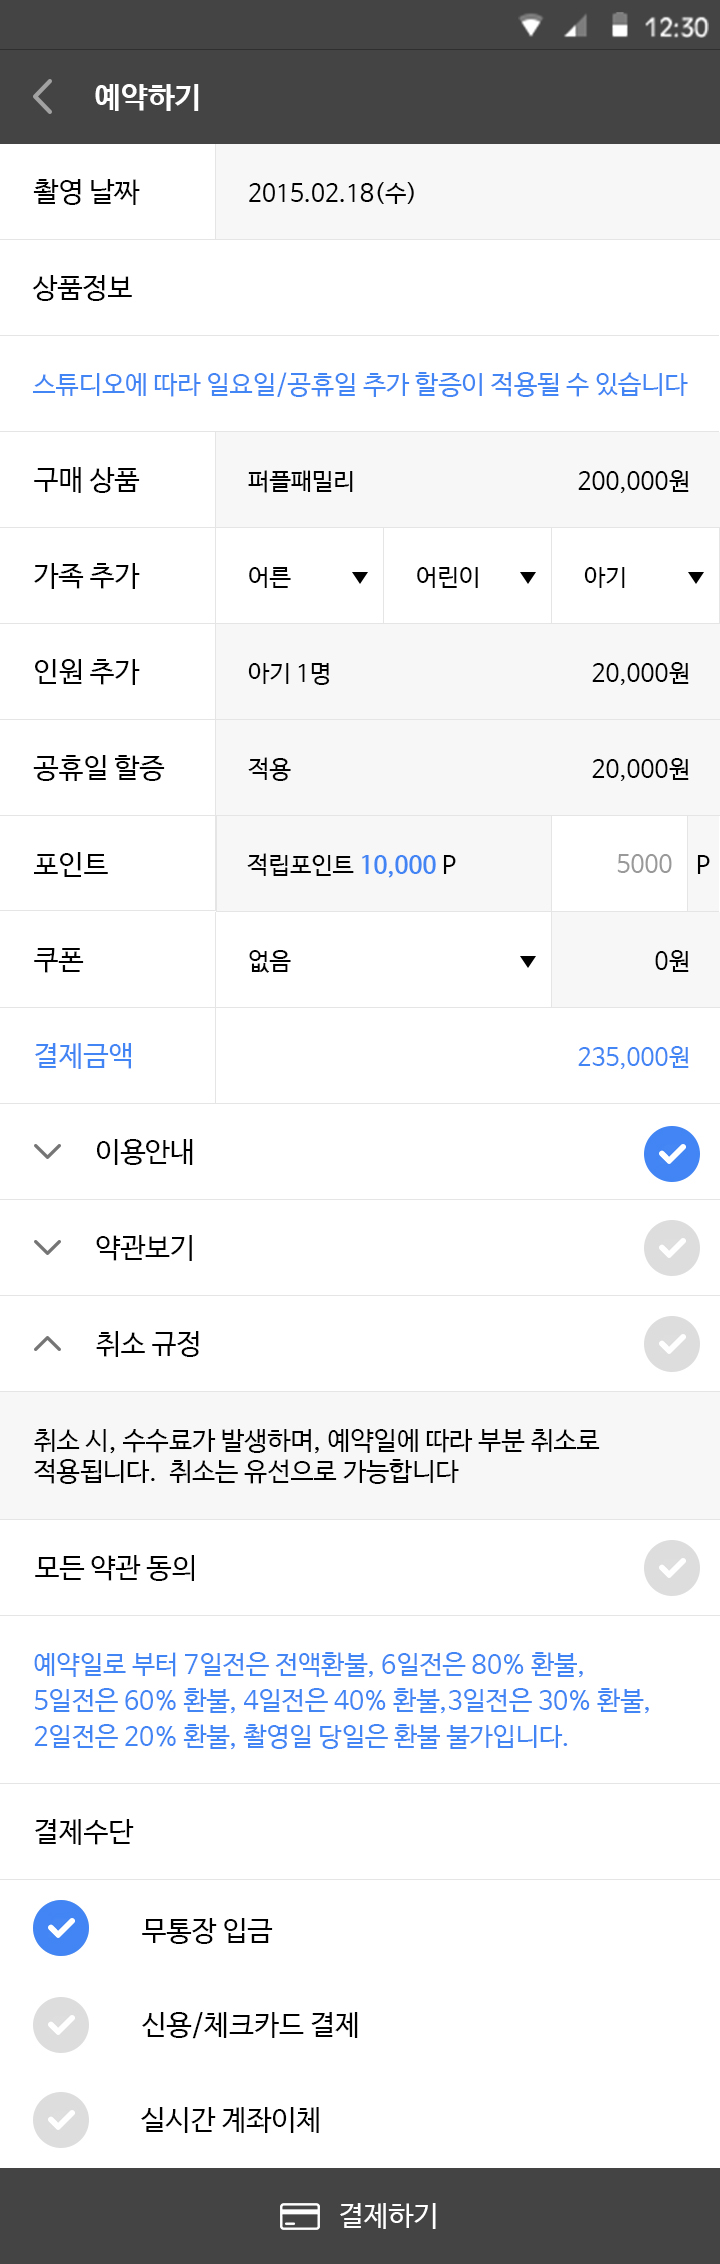 12:30
예약하기
촬영 날짜 2015.02.18(수)
상품정보
스튜디오에 따라 일요일/공휴일 추가 할증이 적용될 수 있습니다
구매 상품 퍼플패밀리 200,000원
가족 추가 어른 어린이 아기
인원 추가 아기 1명 20,000원
공휴일 할증 적용 20,000원
포인트 적립포인트 10,000 P 5000 P
쿠폰 없음 0원
결제금액 235,000원
이용안내
약관보기
취소 규정
취소 시, 수수료가 발생하며, 예약일에 따라 부분 취소로
적용됩니다. 취소는 유선으로 가능합니다
모든 약관 동의
예약일로 부터 7일전은 전액환불, 6일전은 80% 환불,
5일전은 60% 환불, 4일전은 40% 환불,3일전은 30% 환불,
2일전은 20% 환불, 촬영일 당일은 환불 불가입니다.
결제수단
무통장 입금
신용/체크카드 결제
실시간 계좌이체
결제하기